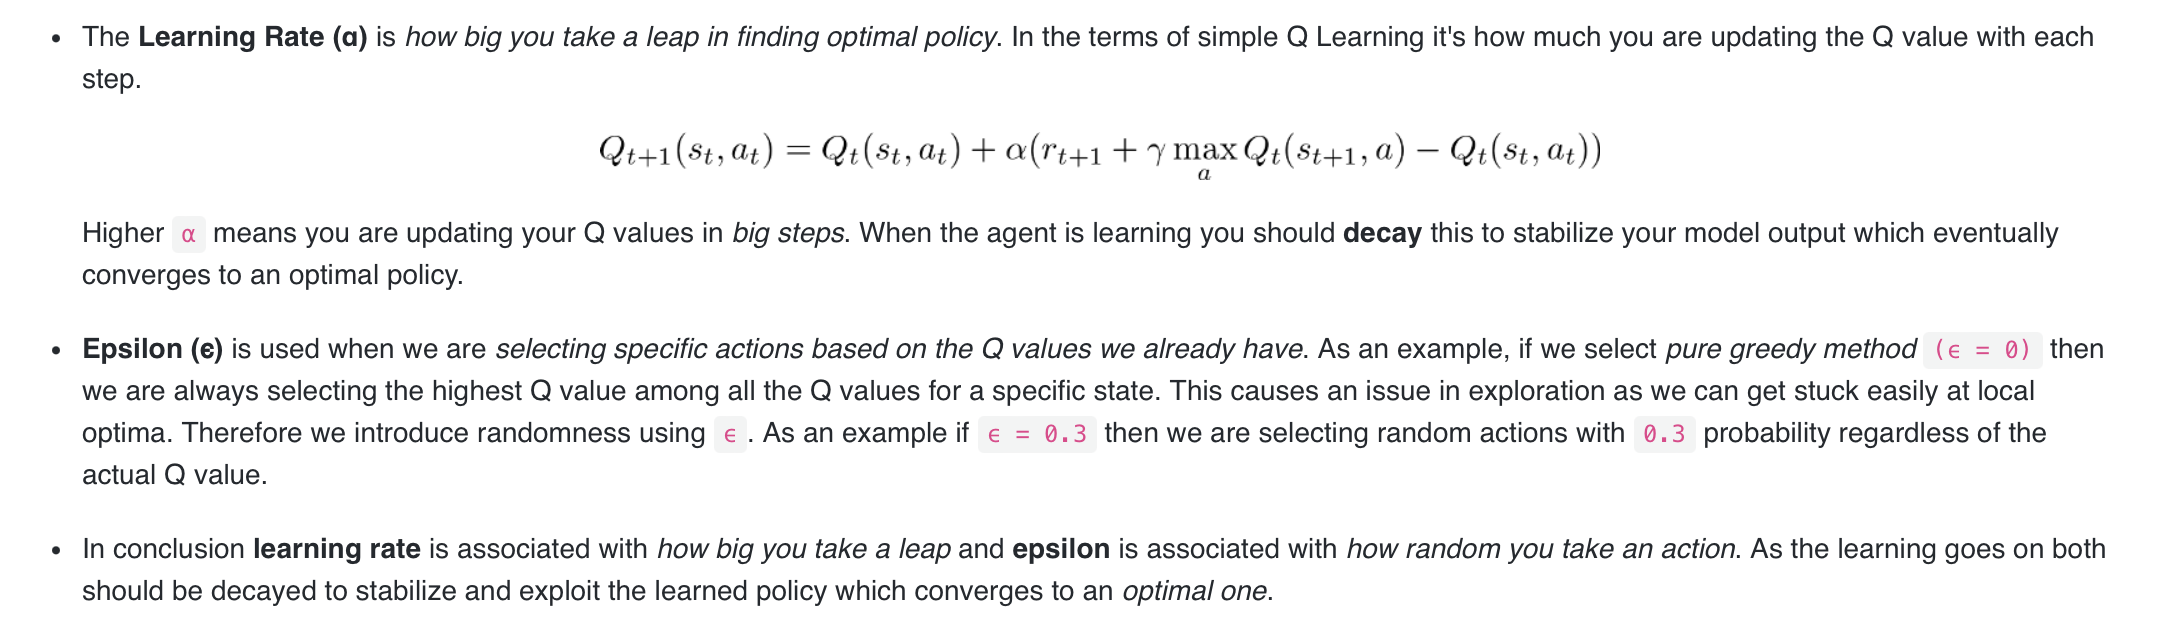 • The Learning Rate (α) is how big you take a leap in finding optimal policy. In the terms of simple Q Learning it's how much you are updating the Q value with each
step.
Q_{t+1}(s_t, a_t) = Q_t(s_t, a_t) + α(r_{t+1} + γ max_a Q_t(s_{t+1}, a) − Q_t(s_t, a_t))
Higher α means you are updating your Q values in big steps. When the agent is learning you should decay this to stabilize your model output which eventually
converges to an optimal policy.
• Epsilon (ϵ) is used when we are selecting specific actions based on the Q values we already have. As an example, if we select pure greedy method (ϵ = 0) then
we are always selecting the highest Q value among all the Q values for a specific state. This causes an issue in exploration as we can get stuck easily at local
optima. Therefore we introduce randomness using ϵ. As an example if ϵ = 0.3 then we are selecting random actions with 0.3 probability regardless of the
actual Q value.
• In conclusion learning rate is associated with how big you take a leap and epsilon is associated with how random you take an action. As the learning goes on both
should be decayed to stabilize and exploit the learned policy which converges to an optimal one.